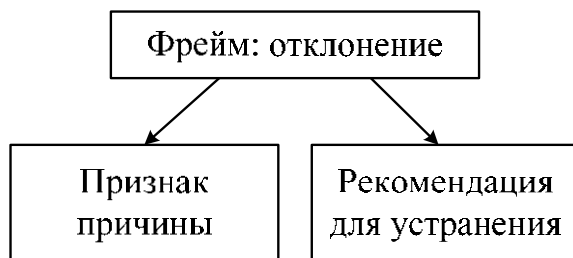 Фрейм: отклонение
Признак
причины
Рекомендация
для устранения